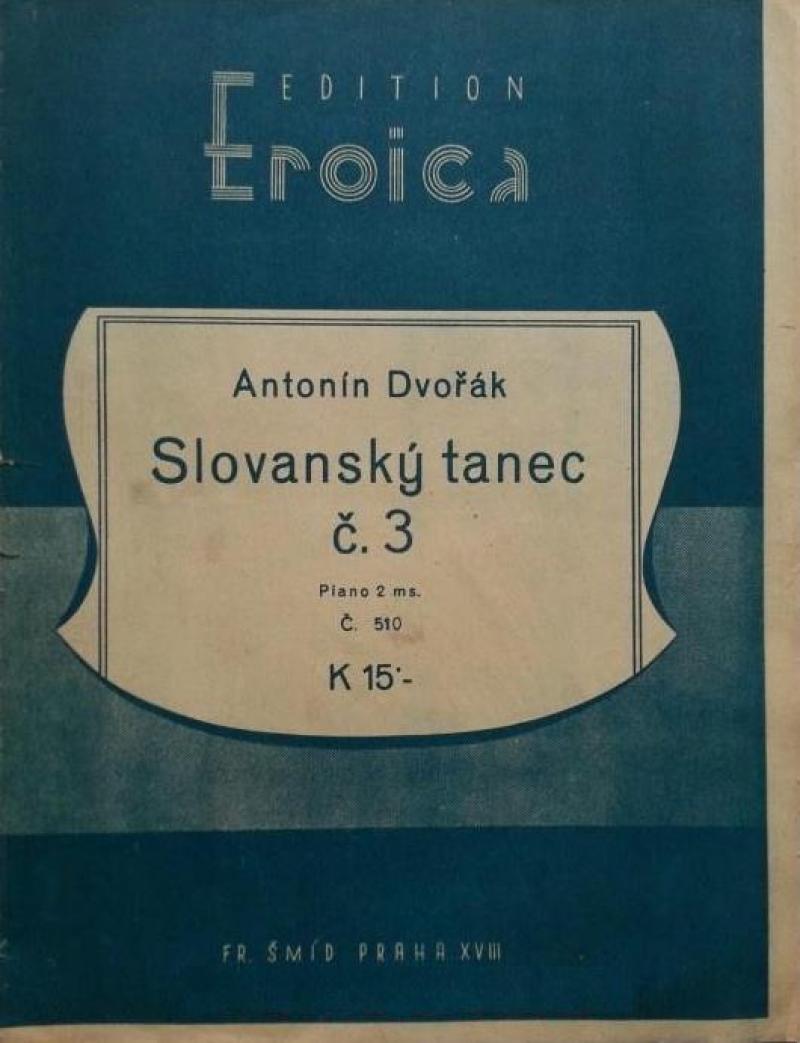 EDITION
Eroica
Antonín Dvořák
Slovanský tanec
č. 3
Piano 2 ms.
Č. 510
K 15·-
FR. ŠMÍD PRAHA XVIII